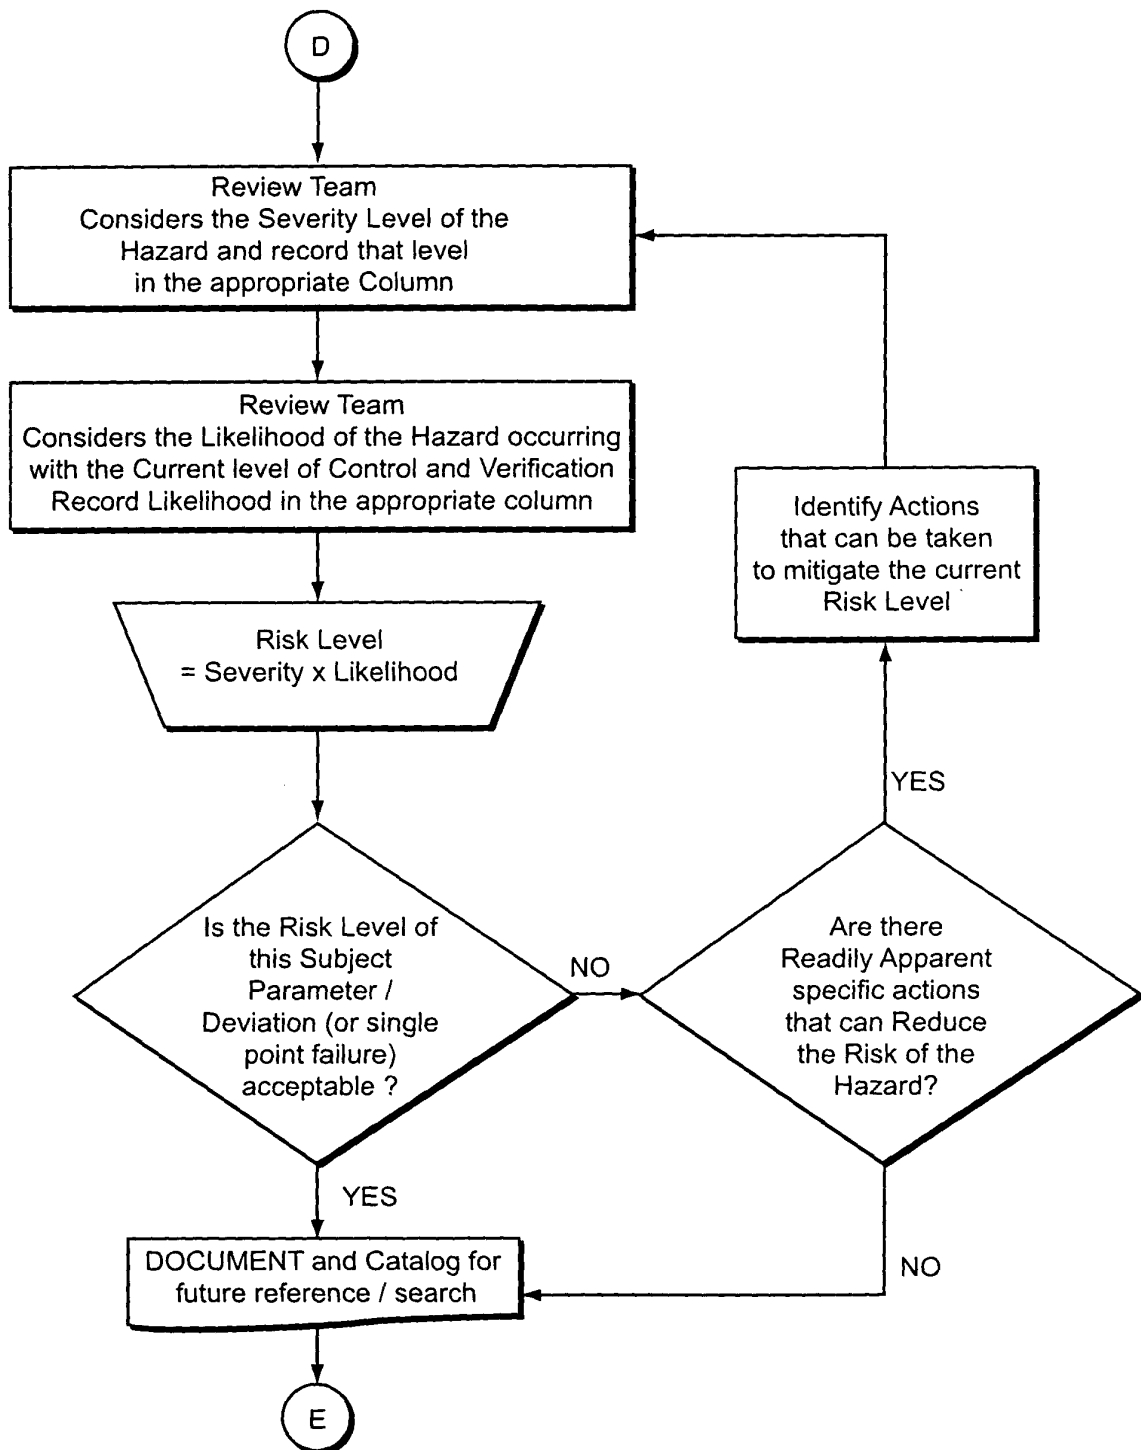 D
Review Team
Considers the Severity Level of the
Hazard and record that level
in the appropriate Column
Review Team
Considers the Likelihood of the Hazard occurring
with the Current level of Control and Verification
Record Likelihood in the appropriate column
Identify Actions
that can be taken
to mitigate the current
Risk Level
Risk Level
= Severity x Likelihood
YES
Is the Risk Level of
this Subject
Parameter /
Deviation (or single
point failure)
acceptable ?
NO
Are there
Readily Apparent
specific actions
that can Reduce
the Risk of the
Hazard?
YES
NO
DOCUMENT and Catalog for
future reference / search
E